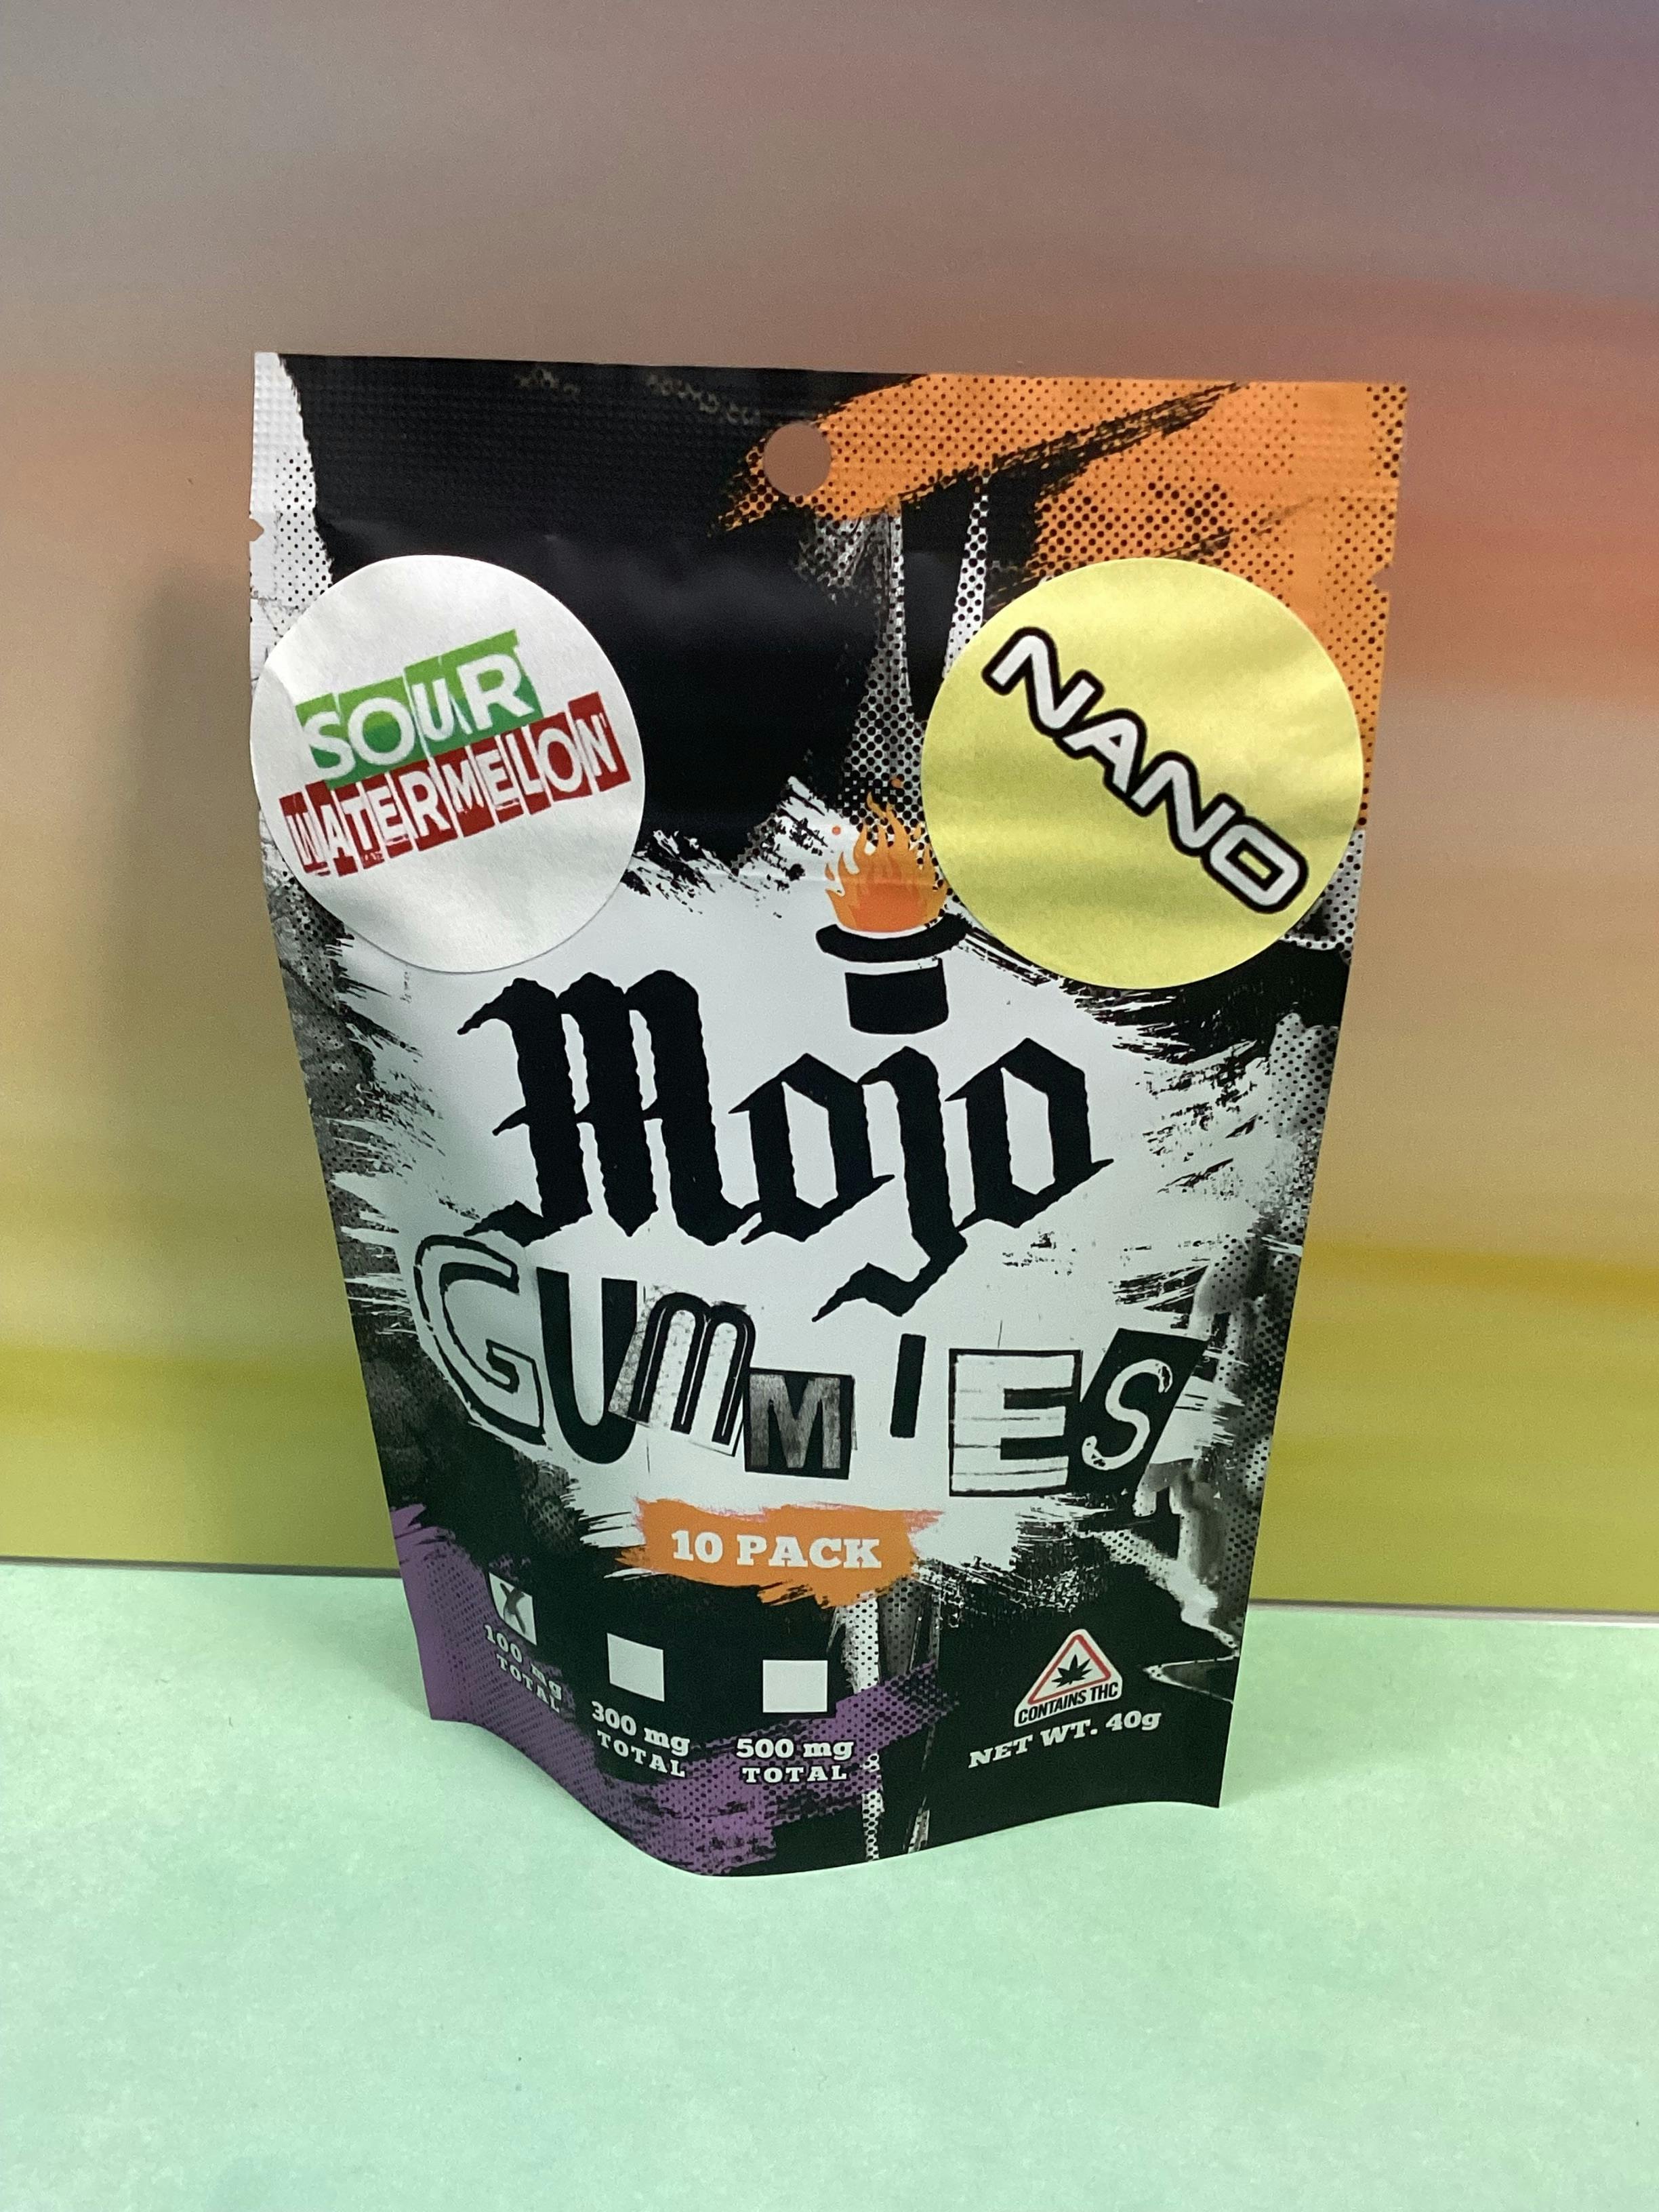 SOUR
WATERMELON
NANO
Mojo
GUMMIES
10 PACK
X
100 mg
TOTAL
300 mg
TOTAL
500 mg
TOTAL
CONTAINS THC
NET WT. 40g